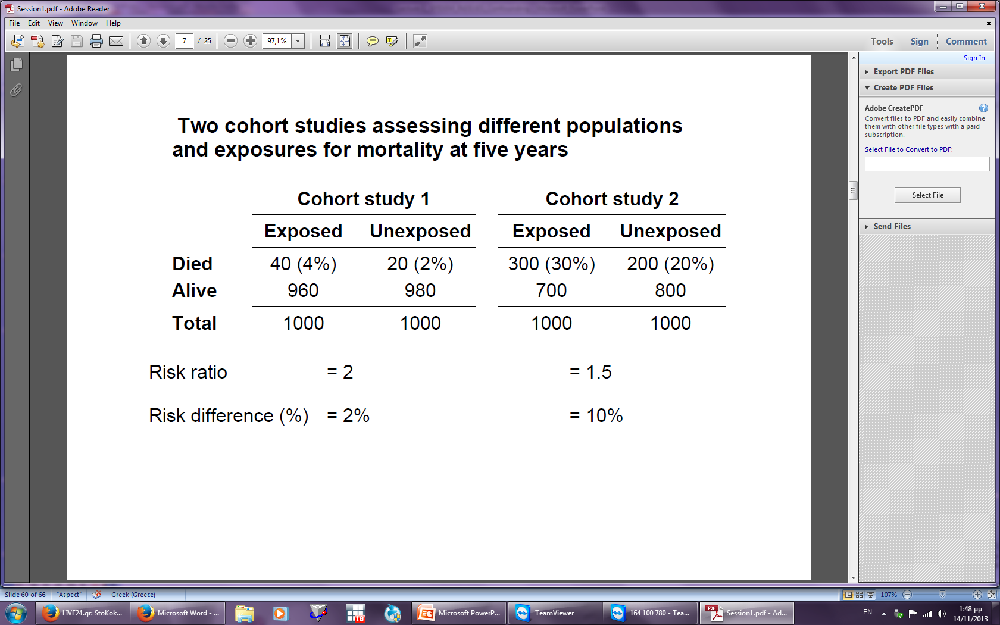 Session1.pdf - Adobe Reader
File Edit View Window Help
7 / 25 97,1% Tools Sign Comment
Sign In
Export PDF Files
Create PDF Files
Adobe CreatePDF
Convert files to PDF and easily combine
them with other file types with a paid
subscription.
Select File to Convert to PDF:
Select File
Send Files
Two cohort studies assessing different populations
and exposures for mortality at five years
Cohort study 1 Cohort study 2
Exposed Unexposed Exposed Unexposed
Died 40 (4%) 20 (2%) 300 (30%) 200 (20%)
Alive 960 980 700 800
Total 1000 1000 1000 1000
Risk ratio = 2 = 1.5
Risk difference (%) = 2% = 10%
Slide 60 of 66 "Aspect" Greek (Greece) 107%
LIVE24.gr: StoKok... Microsoft Word - ... 10 Microsoft PowerP... TeamViewer 164 100 780 - Tea... PDF Session1.pdf - Ad... EN 1:48 μμ
14/11/2013